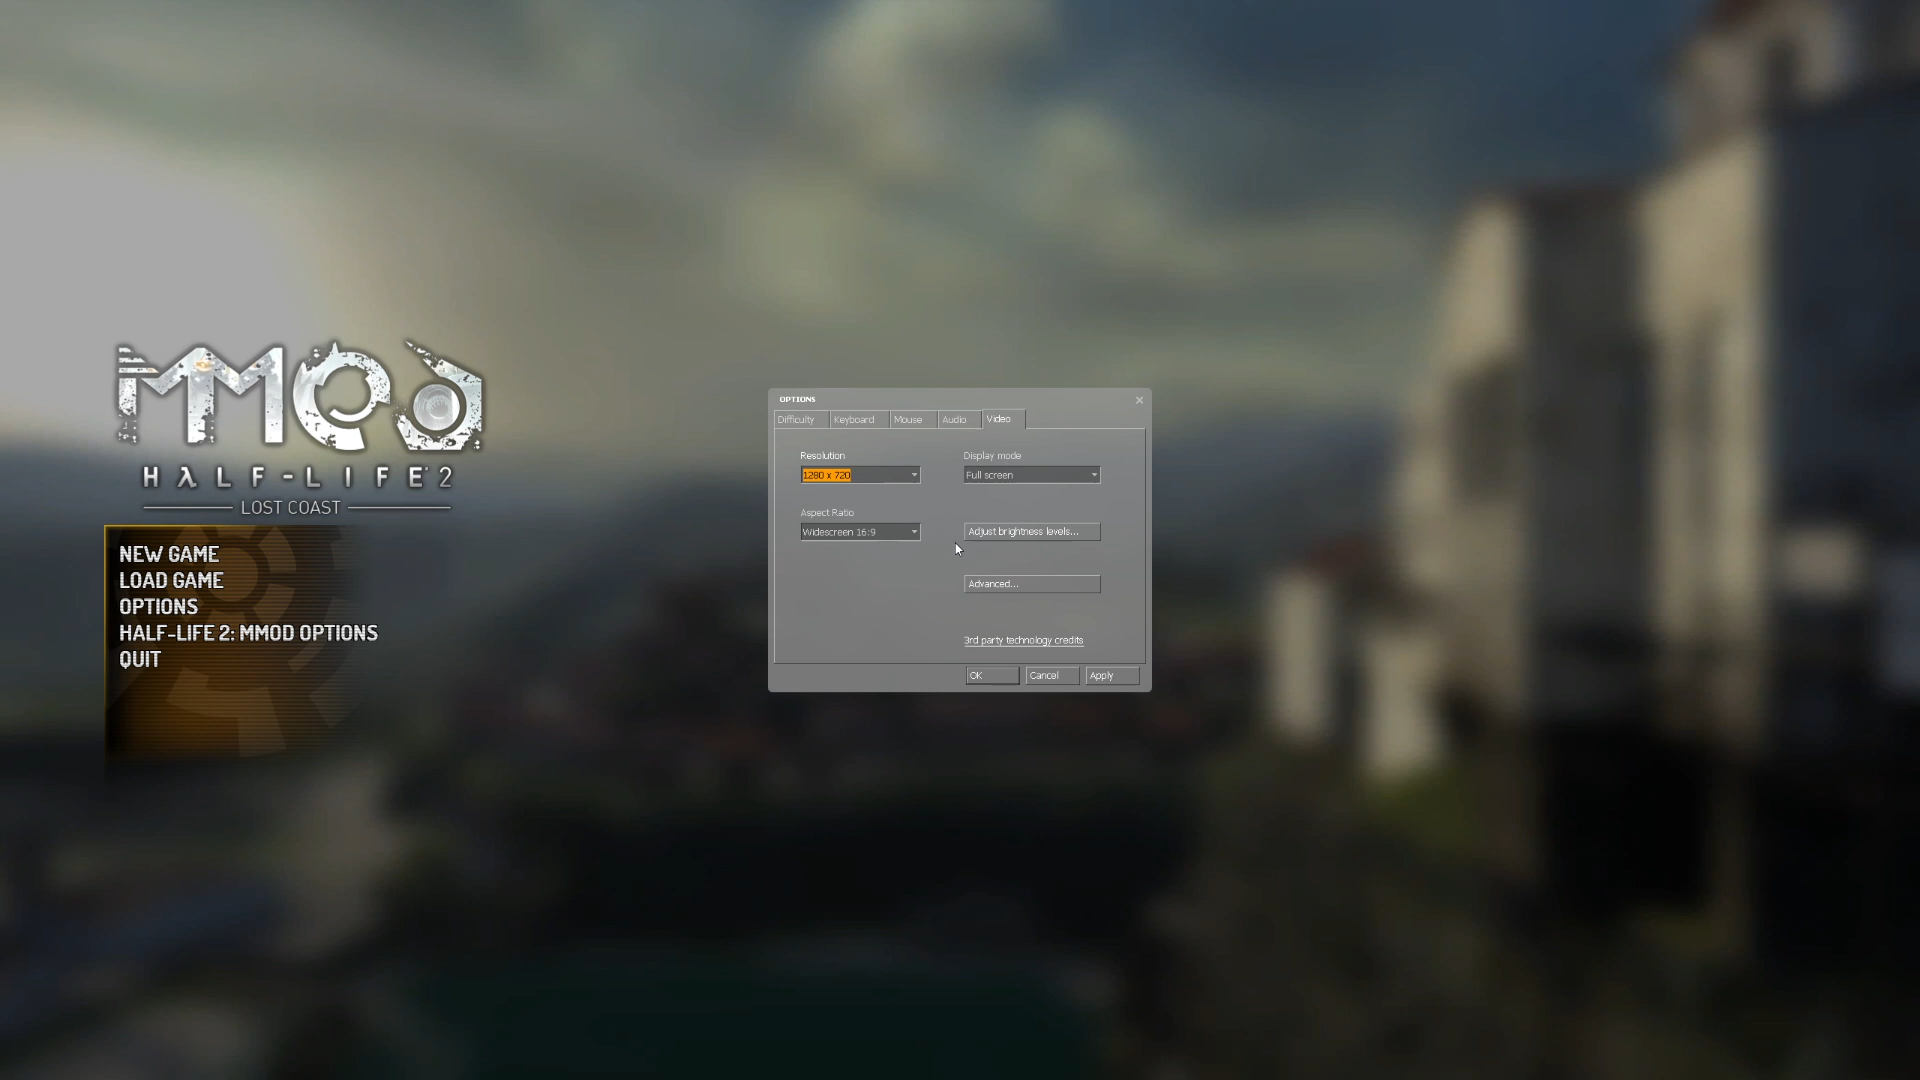 MMOD
HALF-LIFE 2
LOST COAST
NEW GAME
LOAD GAME
OPTIONS
HALF-LIFE 2: MMOD OPTIONS
QUIT
OPTIONS
Difficulty Keyboard Mouse Audio Video
Resolution Display mode
1280 x 720 Full screen
Aspect Ratio
Widescreen 16:9 Adjust brightness levels...
Advanced...
3rd party technology credits
OK Cancel Apply